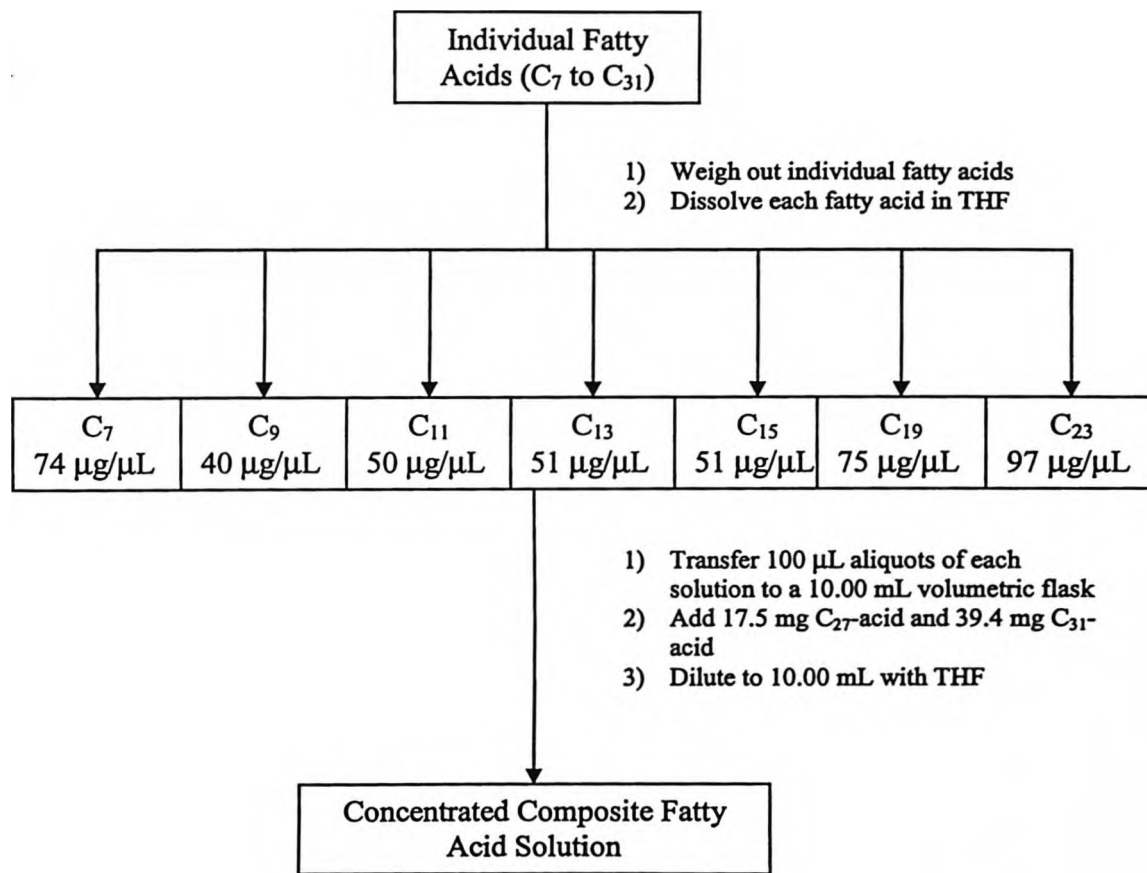 Individual Fatty
Acids (C₇ to C₃₁)
1) Weigh out individual fatty acids
2) Dissolve each fatty acid in THF
C₇ C₉ C₁₁ C₁₃ C₁₅ C₁₉ C₂₃
74 µg/µL 40 µg/µL 50 µg/µL 51 µg/µL 51 µg/µL 75 µg/µL 97 µg/µL
1) Transfer 100 µL aliquots of each
solution to a 10.00 mL volumetric flask
2) Add 17.5 mg C₂₇-acid and 39.4 mg C₃₁-
acid
3) Dilute to 10.00 mL with THF
Concentrated Composite Fatty
Acid Solution